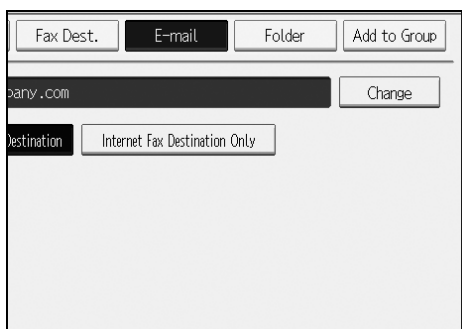 Fax Dest. E-mail Folder Add to Group
pany.com Change
Destination Internet Fax Destination Only